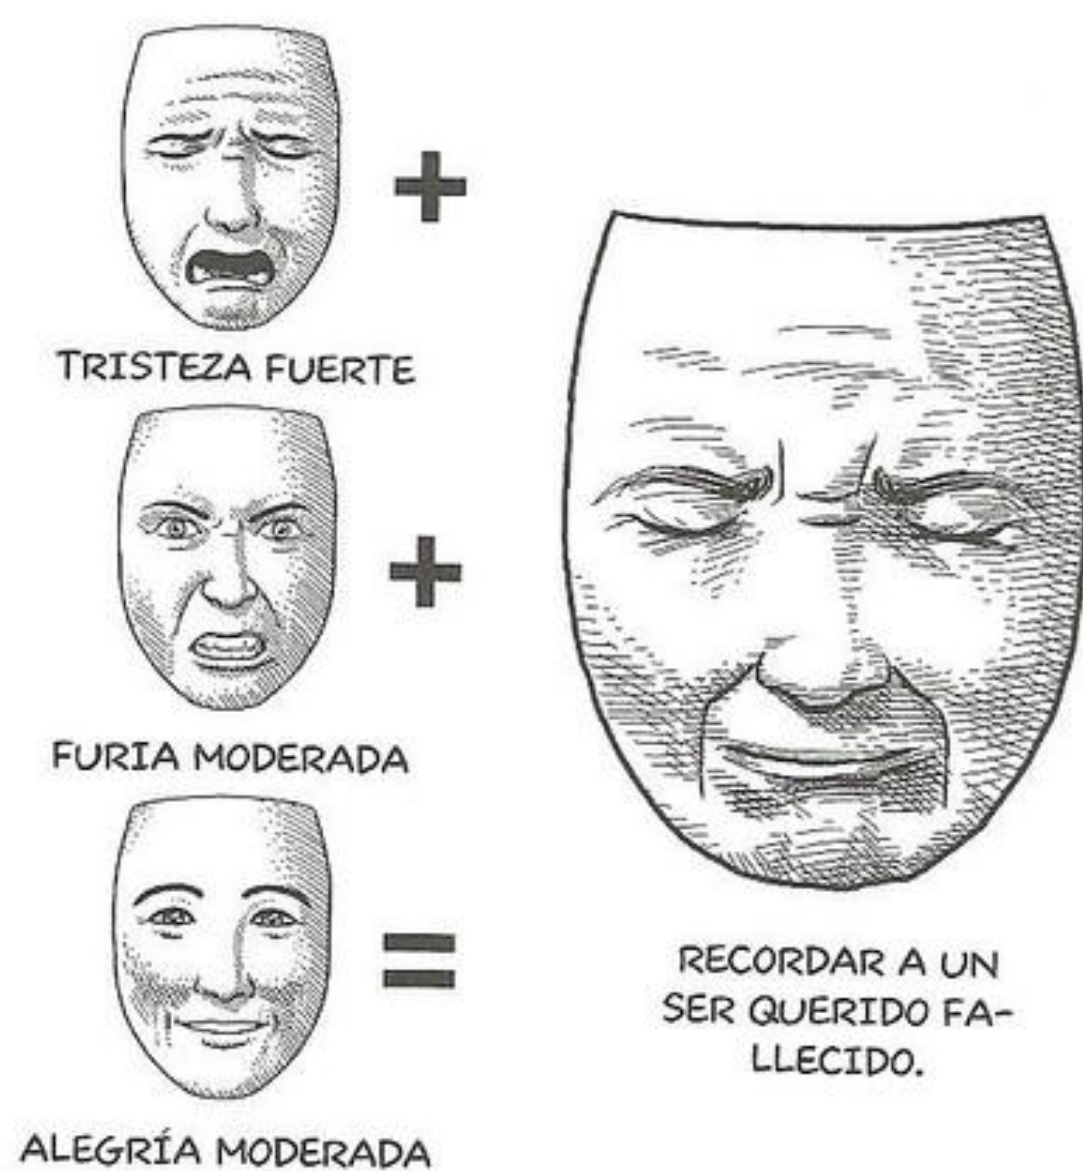 +
TRISTEZA FUERTE
+
FURIA MODERADA
=
ALEGRÍA MODERADA
RECORDAR A UN
SER QUERIDO FA-
LLECIDO.